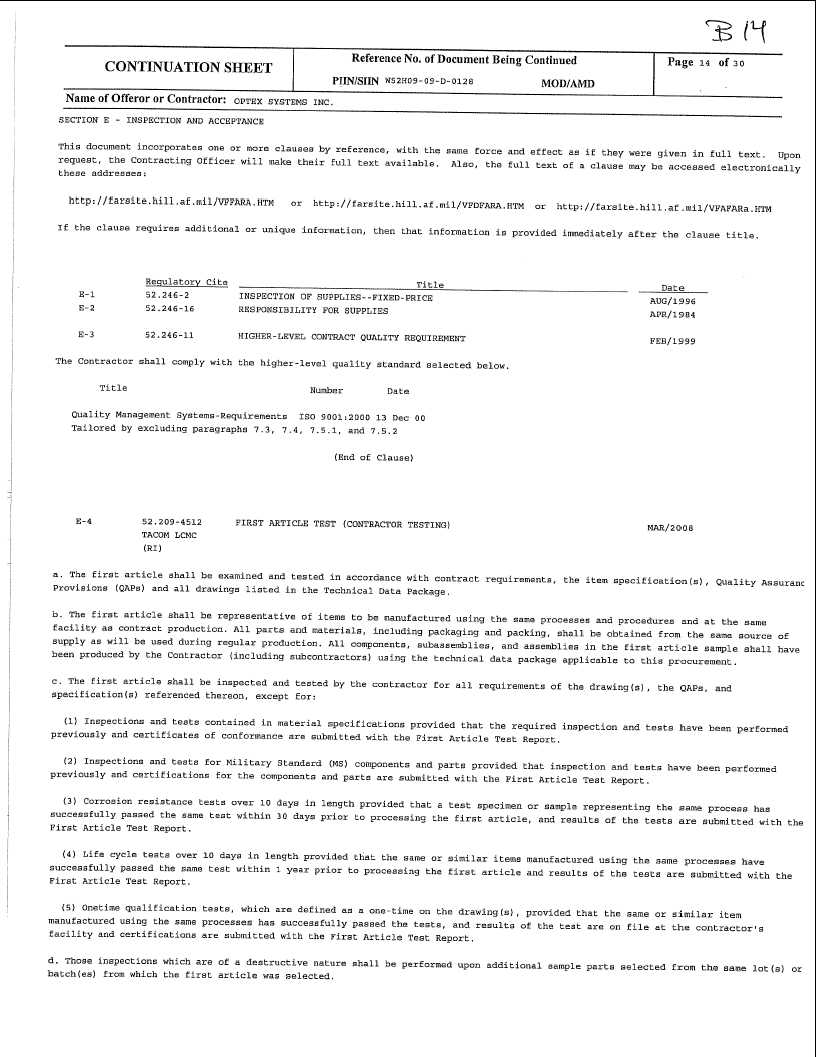 B 14
CONTINUATION SHEET
Reference No. of Document Being Continued
PIIN/SIIN W52H09-09-D-0128 MOD/AMD
Page 14 of 30
Name of Offeror or Contractor: OPTEX SYSTEMS INC.
SECTION E - INSPECTION AND ACCEPTANCE
This document incorporates one or more clauses by reference, with the same force and effect as if they were given in full text. Upon
request, the Contracting Officer will make their full text available. Also, the full text of a clause may be accessed electronically
these addresses:
http://farsite.hill.af.mil/VFFARA.HTM or http://farsite.hill.af.mil/VFDFARA.HTM or http://farsite.hill.af.mil/VFAFARa.HTM
If the clause requires additional or unique information, then that information is provided immediately after the clause title.
Regulatory Cite Title Date
E-1 52.246-2 INSPECTION OF SUPPLIES--FIXED-PRICE AUG/1996
E-2 52.246-16 RESPONSIBILITY FOR SUPPLIES APR/1984
E-3 52.246-11 HIGHER-LEVEL CONTRACT QUALITY REQUIREMENT FEB/1999
The Contractor shall comply with the higher-level quality standard selected below.
Title Number Date
Quality Management Systems-Requirements ISO 9001:2000 13 Dec 00
Tailored by excluding paragraphs 7.3, 7.4, 7.5.1, and 7.5.2
(End of Clause)
E-4 52.209-4512 FIRST ARTICLE TEST (CONTRACTOR TESTING) MAR/2008
TACOM LCMC
(RI)
a. The first article shall be examined and tested in accordance with contract requirements, the item specification(s), Quality Assuranc
Provisions (QAPs) and all drawings listed in the Technical Data Package.
b. The first article shall be representative of items to be manufactured using the same processes and procedures and at the same
facility as contract production. All parts and materials, including packaging and packing, shall be obtained from the same source of
supply as will be used during regular production. All components, subassemblies, and assemblies in the first article sample shall have
been produced by the Contractor (including subcontractors) using the technical data package applicable to this procurement.
c. The first article shall be inspected and tested by the contractor for all requirements of the drawing(s), the QAPs, and
specification(s) referenced thereon, except for:
(1) Inspections and tests contained in material specifications provided that the required inspection and tests have been performed
previously and certificates of conformance are submitted with the First Article Test Report.
(2) Inspections and tests for Military Standard (MS) components and parts provided that inspection and tests have been performed
previously and certifications for the components and parts are submitted with the First Article Test Report.
(3) Corrosion resistance tests over 10 days in length provided that a test specimen or sample representing the same process has
successfully passed the same test within 30 days prior to processing the first article, and results of the tests are submitted with the
First Article Test Report.
(4) Life cycle tests over 10 days in length provided that the same or similar items manufactured using the same processes have
successfully passed the same test within 1 year prior to processing the first article and results of the tests are submitted with the
First Article Test Report.
(5) Onetime qualification tests, which are defined as a one-time on the drawing(s), provided that the same or similar item
manufactured using the same processes has successfully passed the tests, and results of the test are on file at the contractor's
facility and certifications are submitted with the First Article Test Report.
d. Those inspections which are of a destructive nature shall be performed upon additional sample parts selected from the same lot(s) or
batch(es) from which the first article was selected.